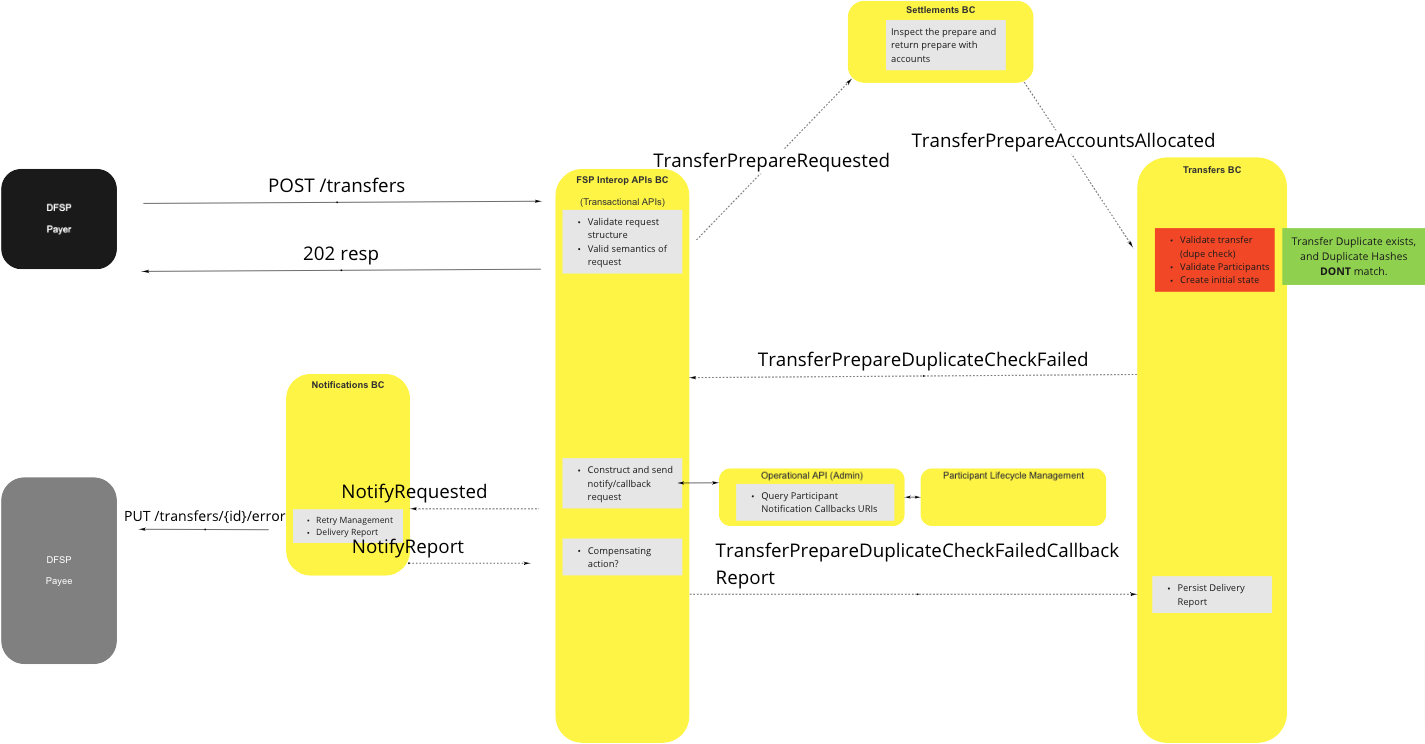 Settlements BC
Inspect the prepare and
return prepare with
accounts
TransferPrepareRequested
TransferPrepareAccountsAllocated
DFSP
Payer
POST /transfers
202 resp
FSP Interop APIs BC
(Transactional APIs)
• Validate request
structure
• Valid semantics of
request
Transfers BC
• Validate transfer
(dupe check)
• Validate Participants
• Create initial state
Transfer Duplicate exists,
and Duplicate Hashes
DONT match.
TransferPrepareDuplicateCheckFailed
Notifications BC
• Construct and send
notify/callback
request
Operational API (Admin)
• Query Participant
Notification Callbacks URIs
Participant Lifecycle Management
NotifyRequested
PUT /transfers/{id}/error
• Retry Management
• Delivery Report
NotifyReport
• Compensating
action?
TransferPrepareDuplicateCheckFailedCallback
Report
• Persist Delivery
Report
DFSP
Payee